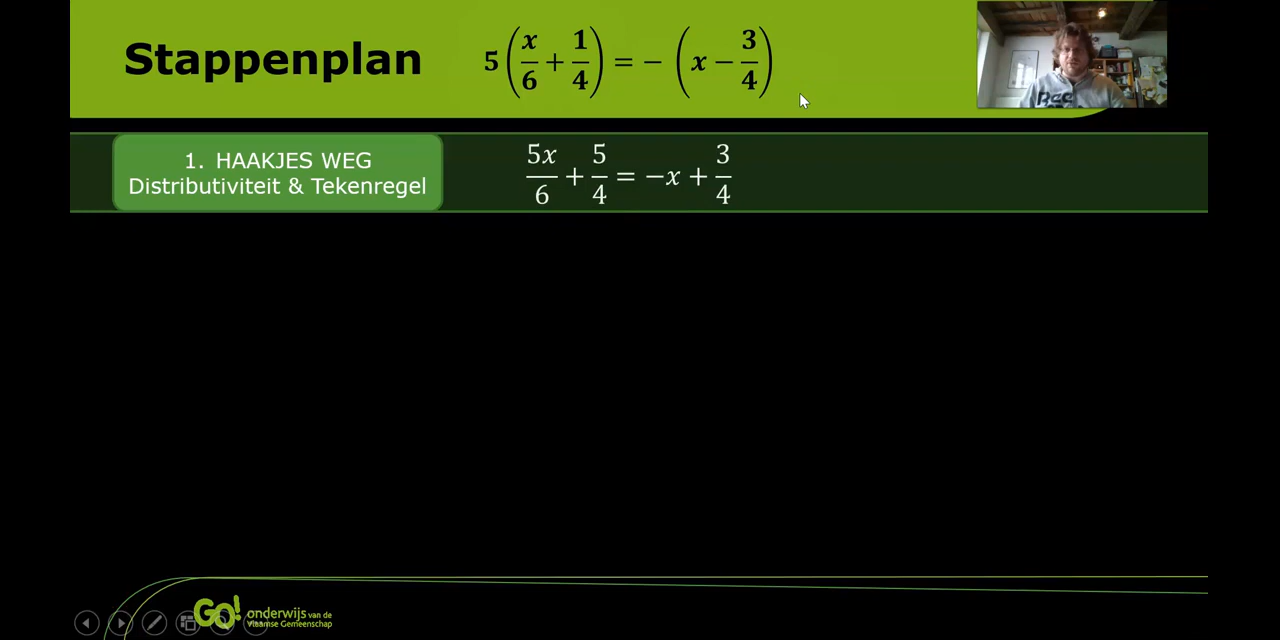 Stappenplan
5(x/6 + 1/4) = −(x − 3/4)
1. HAAKJES WEG
Distributiviteit & Tekenregel
5x/6 + 5/4 = −x + 3/4
GO! onderwijs van de
Vlaamse Gemeenschap